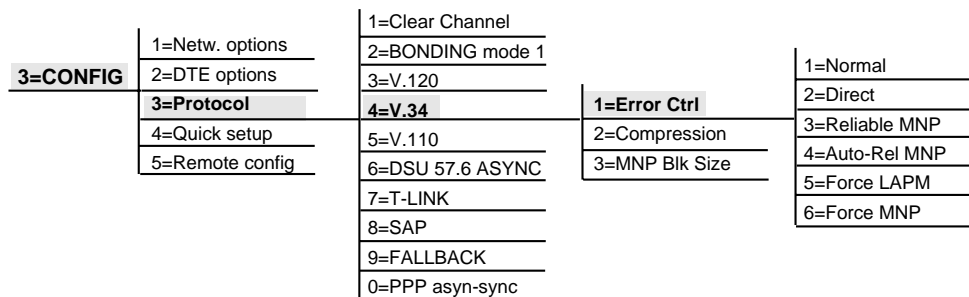 3=CONFIG
1=Netw. options
2=DTE options
3=Protocol
4=Quick setup
5=Remote config
1=Clear Channel
2=BONDING mode 1
3=V.120
4=V.34
5=V.110
6=DSU 57.6 ASYNC
7=T-LINK
8=SAP
9=FALLBACK
0=PPP asyn-sync
1=Error Ctrl
2=Compression
3=MNP Blk Size
1=Normal
2=Direct
3=Reliable MNP
4=Auto-Rel MNP
5=Force LAPM
6=Force MNP